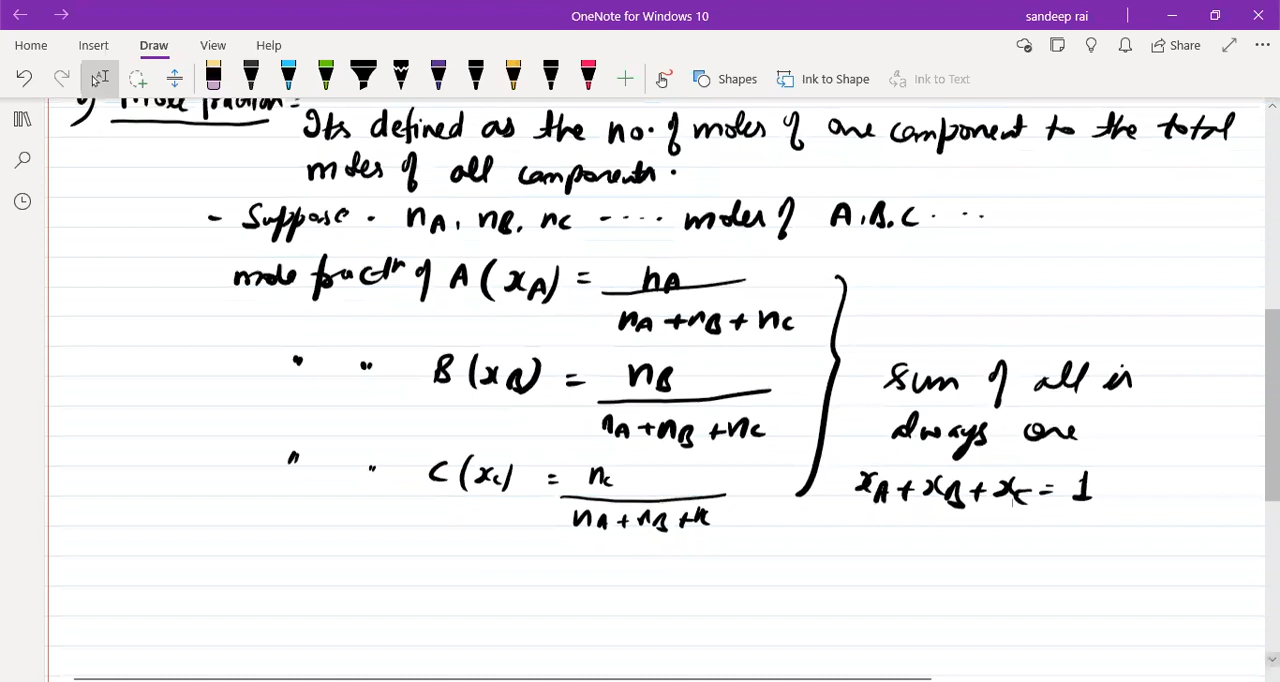 OneNote for Windows 10
sandeep rai
Home Insert Draw View Help
Share
Shapes
Ink to Shape
Ink to Text
Mole fraction =
Its defined as the no. of moles of one component to the total
moles of all components.
- Suppose . nA, nB, nC ---- moles of A,B,C ....
mole fractn of A (xA) = nA
nA + nB + nC
" " B (xB) = nB
nA + nB + nC
" " C (xC) = nC
nA + nB + nC
Sum of all is
always one
xA + xB + xC = 1